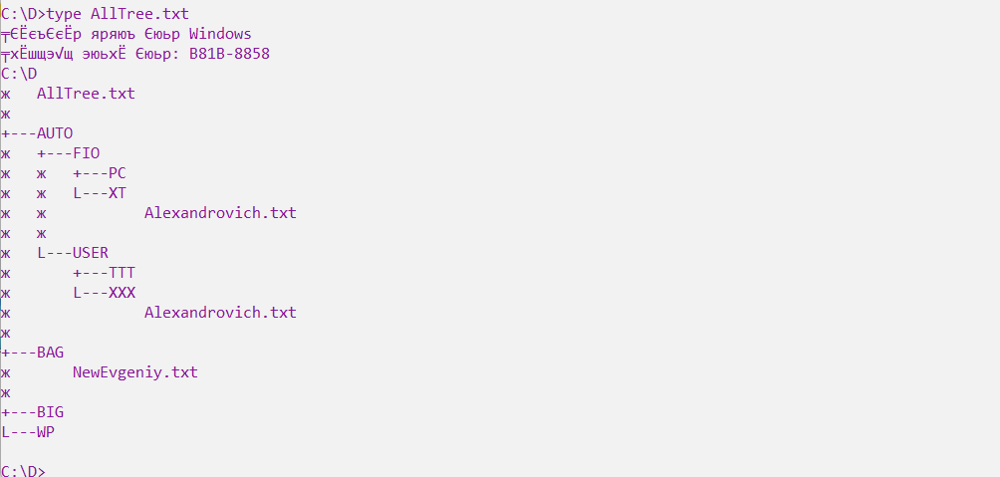 C:\D>type AllTree.txt
╤ЄЁєъЄєЁр яряюъ Єюьр Windows
╤хЁшщэ√щ эюьхЁ Єюьр: B81B-8858
C:\D
ж   AllTree.txt
ж
+---AUTO
ж   +---FIO
ж   ж   +---PC
ж   ж   L---XT
ж   ж           Alexandrovich.txt
ж   ж
ж   L---USER
ж       +---TTT
ж       L---XXX
ж               Alexandrovich.txt
ж
+---BAG
ж       NewEvgeniy.txt
ж
+---BIG
L---WP
C:\D>